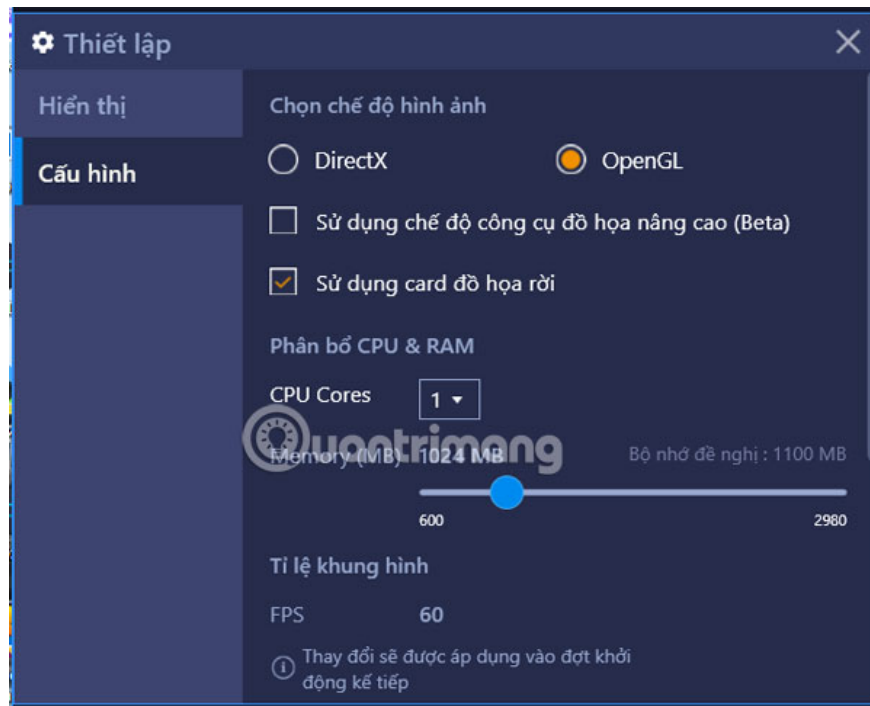 Thiết lập
Hiển thị
Cấu hình
Chọn chế độ hình ảnh
DirectX OpenGL
Sử dụng chế độ công cụ đồ họa nâng cao (Beta)
Sử dụng card đồ họa rời
Phân bổ CPU & RAM
CPU Cores 1
Quantrimang
Memory (MB) 1024 MB Bộ nhớ đề nghị : 1100 MB
600 2980
Tỉ lệ khung hình
FPS 60
Thay đổi sẽ được áp dụng vào đợt khởi
động kế tiếp